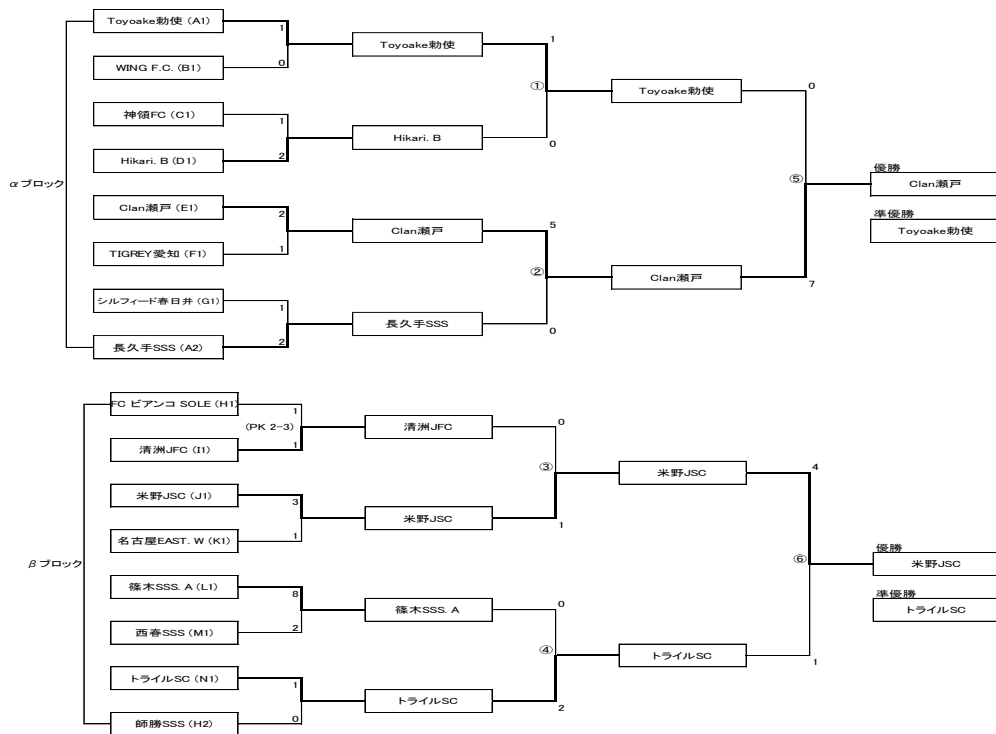 Toyoake勅使 (A1)
1
0
WING F.C. (B1)
Toyoake勅使
神領FC (C1)
1
2
Hikari. B (D1)
Hikari. B
1
①
0
Toyoake勅使
αブロック
Clan瀬戸 (E1)
2
1
TIGREY愛知 (F1)
Clan瀬戸
シルフィード春日井 (G1)
1
2
長久手SSS (A2)
長久手SSS
5
②
0
Clan瀬戸
0
⑤
7
優勝
Clan瀬戸
準優勝
Toyoake勅使
FC ビアンコ SOLE (H1)
1
(PK 2-3)
1
清洲JFC (I1)
清洲JFC
米野JSC (J1)
3
1
名古屋EAST. W (K1)
米野JSC
0
③
1
米野JSC
βブロック
篠木SSS. A (L1)
8
2
西春SSS (M1)
篠木SSS. A
トライルSC (N1)
1
0
師勝SSS (H2)
トライルSC
0
④
2
トライルSC
4
⑥
1
優勝
米野JSC
準優勝
トライルSC